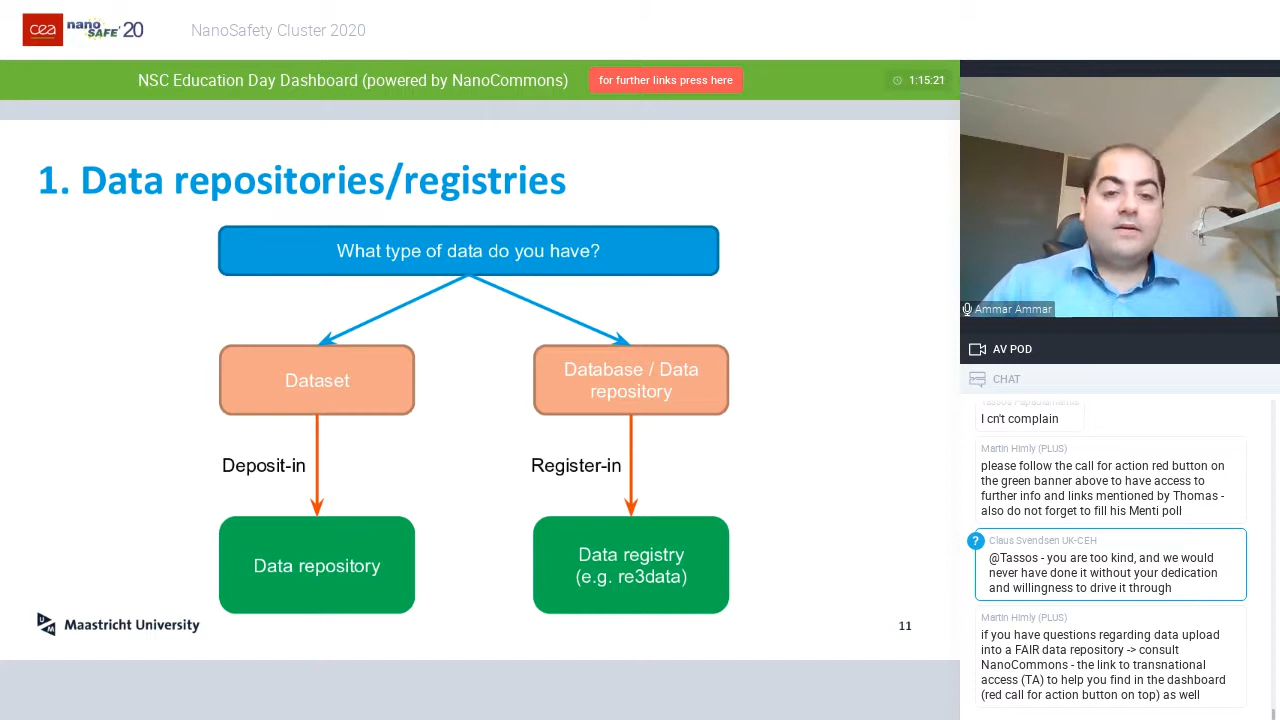 cea nano SAFE' 20
NanoSafety Cluster 2020
NSC Education Day Dashboard (powered by NanoCommons)
for further links press here
1:15:21
1. Data repositories/registries
What type of data do you have?
Dataset
Database / Data
repository
Deposit-in
Register-in
Data repository
Data registry
(e.g. re3data)
UM
Maastricht University
11
Ammar Ammar
AV POD
CHAT
I cn't complain
Martin Himly (PLUS)
please follow the call for action red button on
the green banner above to have access to
further info and links mentioned by Thomas -
also do not forget to fill his Menti poll
?
Claus Svendsen UK-CEH
@Tassos - you are too kind, and we would
never have done it without your dedication
and willingness to drive it through
Martin Himly (PLUS)
if you have questions regarding data upload
into a FAIR data repository -> consult
NanoCommons - the link to transnational
access (TA) to help you find in the dashboard
(red call for action button on top) as well